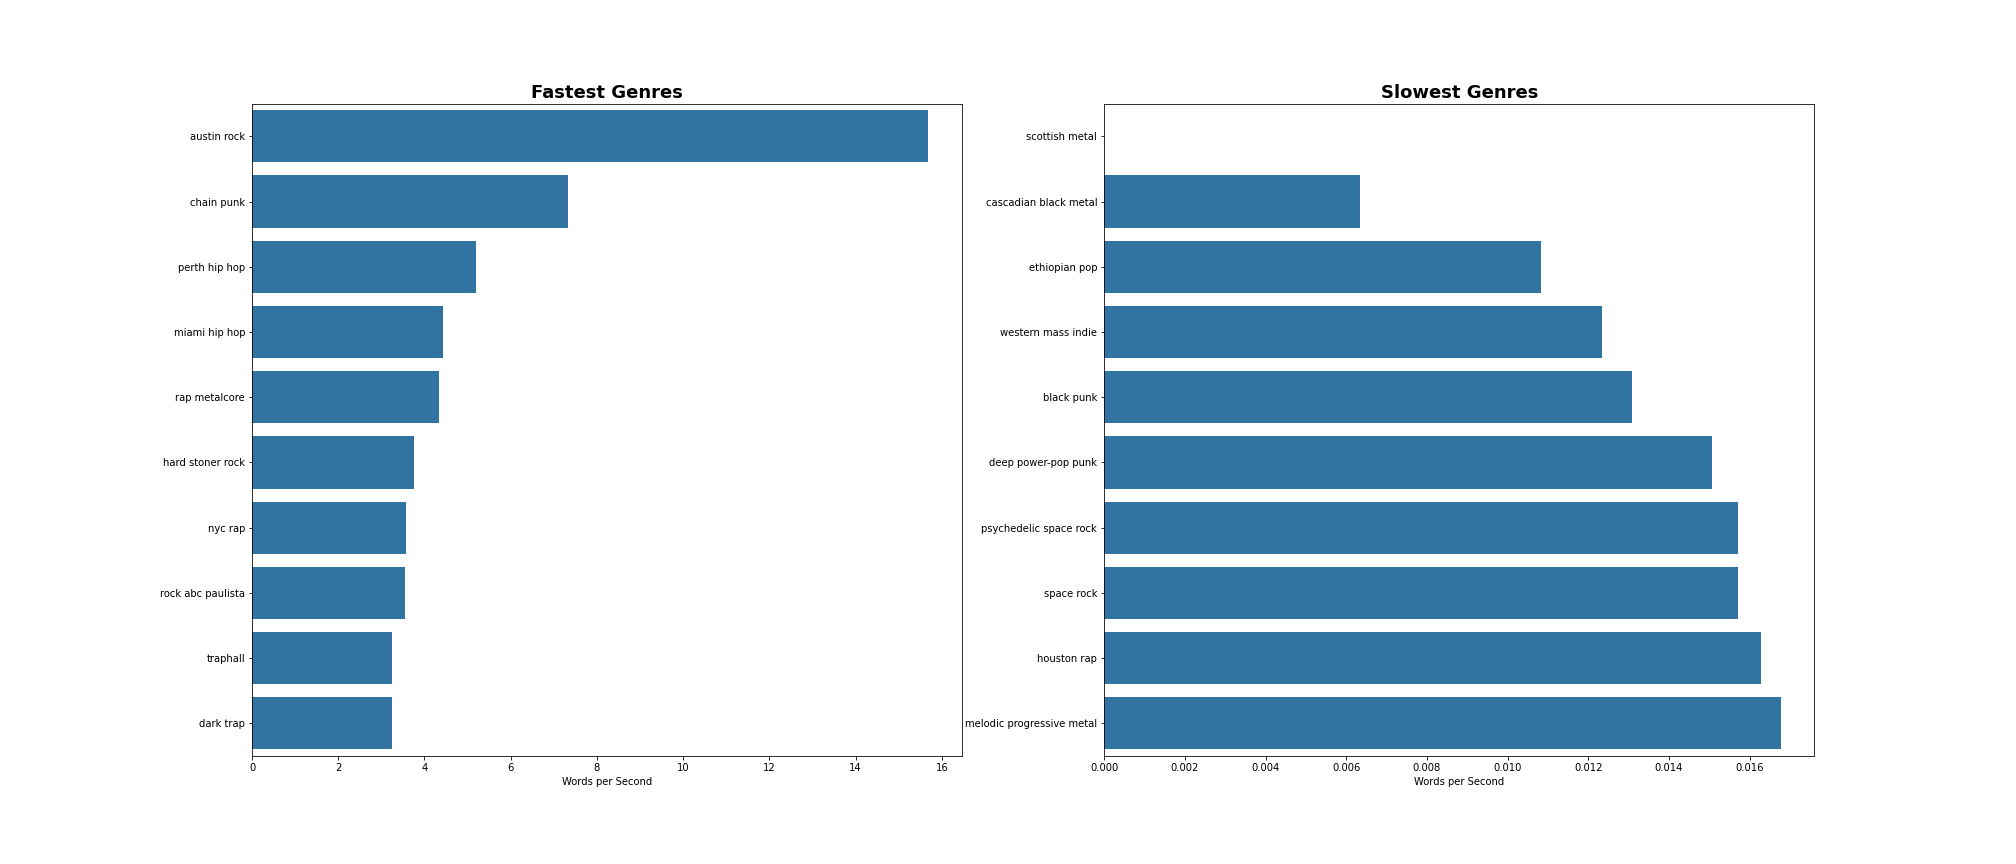 Fastest Genres
austin rock
chain punk
perth hip hop
miami hip hop
rap metalcore
hard stoner rock
nyc rap
rock abc paulista
traphall
dark trap
0 2 4 6 8 10 12 14 16
Words per Second
Slowest Genres
scottish metal
cascadian black metal
ethiopian pop
western mass indie
black punk
deep power-pop punk
psychedelic space rock
space rock
houston rap
melodic progressive metal
0.000 0.002 0.004 0.006 0.008 0.010 0.012 0.014 0.016
Words per Second